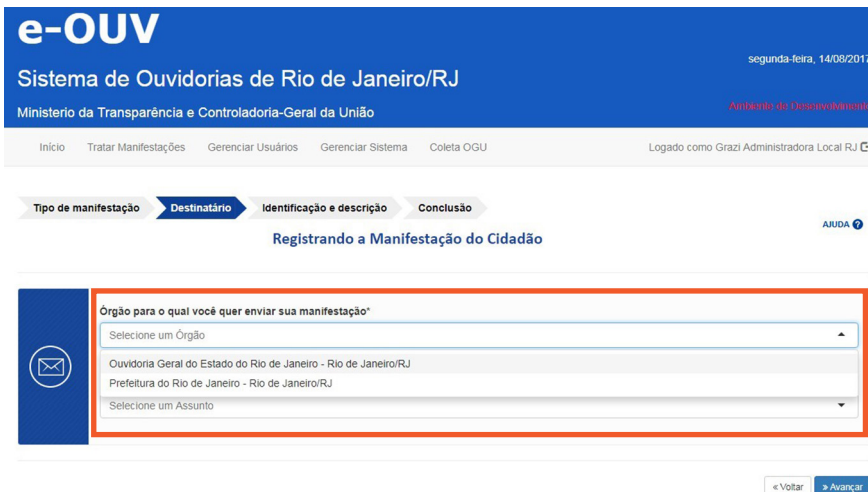 e-OUV
segunda-feira, 14/08/2017
Sistema de Ouvidorias de Rio de Janeiro/RJ
Ministerio da Transparência e Controladoria-Geral da União
Ambiente de Desenvolvimento
Início Tratar Manifestações Gerenciar Usuários Gerenciar Sistema Coleta OGU Logado como Grazi Administradora Local RJ
Tipo de manifestação Destinatário Identificação e descrição Conclusão
AJUDA ?
Registrando a Manifestação do Cidadão
Órgão para o qual você quer enviar sua manifestação*
Selecione um Órgão
Ouvidoria Geral do Estado do Rio de Janeiro - Rio de Janeiro/RJ
Prefeitura do Rio de Janeiro - Rio de Janeiro/RJ
Selecione um Assunto
« Voltar » Avançar